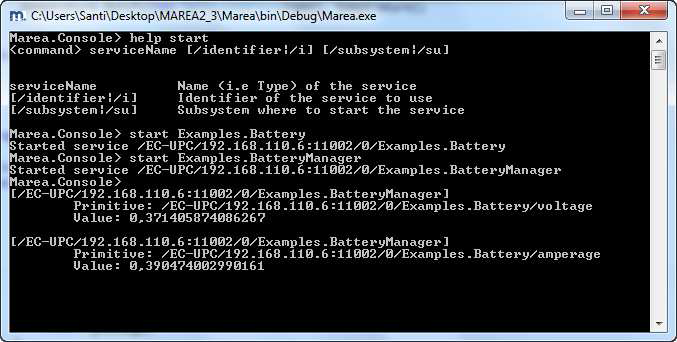 m. C:\Users\Santi\Desktop\MAREA2_3\Marea\bin\Debug\Marea.exe
Marea.Console> help start
<command> serviceName [/identifier¦/i] [/subsystem¦/su]
serviceName Name (i.e Type) of the service
[/identifier¦/i] Identifier of the service to use
[/subsystem¦/su] Subsystem where to start the service
Marea.Console> start Examples.Battery
Started service /EC-UPC/192.168.110.6:11002/0/Examples.Battery
Marea.Console> start Examples.BatteryManager
Started service /EC-UPC/192.168.110.6:11002/0/Examples.BatteryManager
Marea.Console>
[/EC-UPC/192.168.110.6:11002/0/Examples.BatteryManager]
Primitive: /EC-UPC/192.168.110.6:11002/0/Examples.Battery/voltage
Value: 0,371405874086267
[/EC-UPC/192.168.110.6:11002/0/Examples.BatteryManager]
Primitive: /EC-UPC/192.168.110.6:11002/0/Examples.Battery/amperage
Value: 0,390474002990161